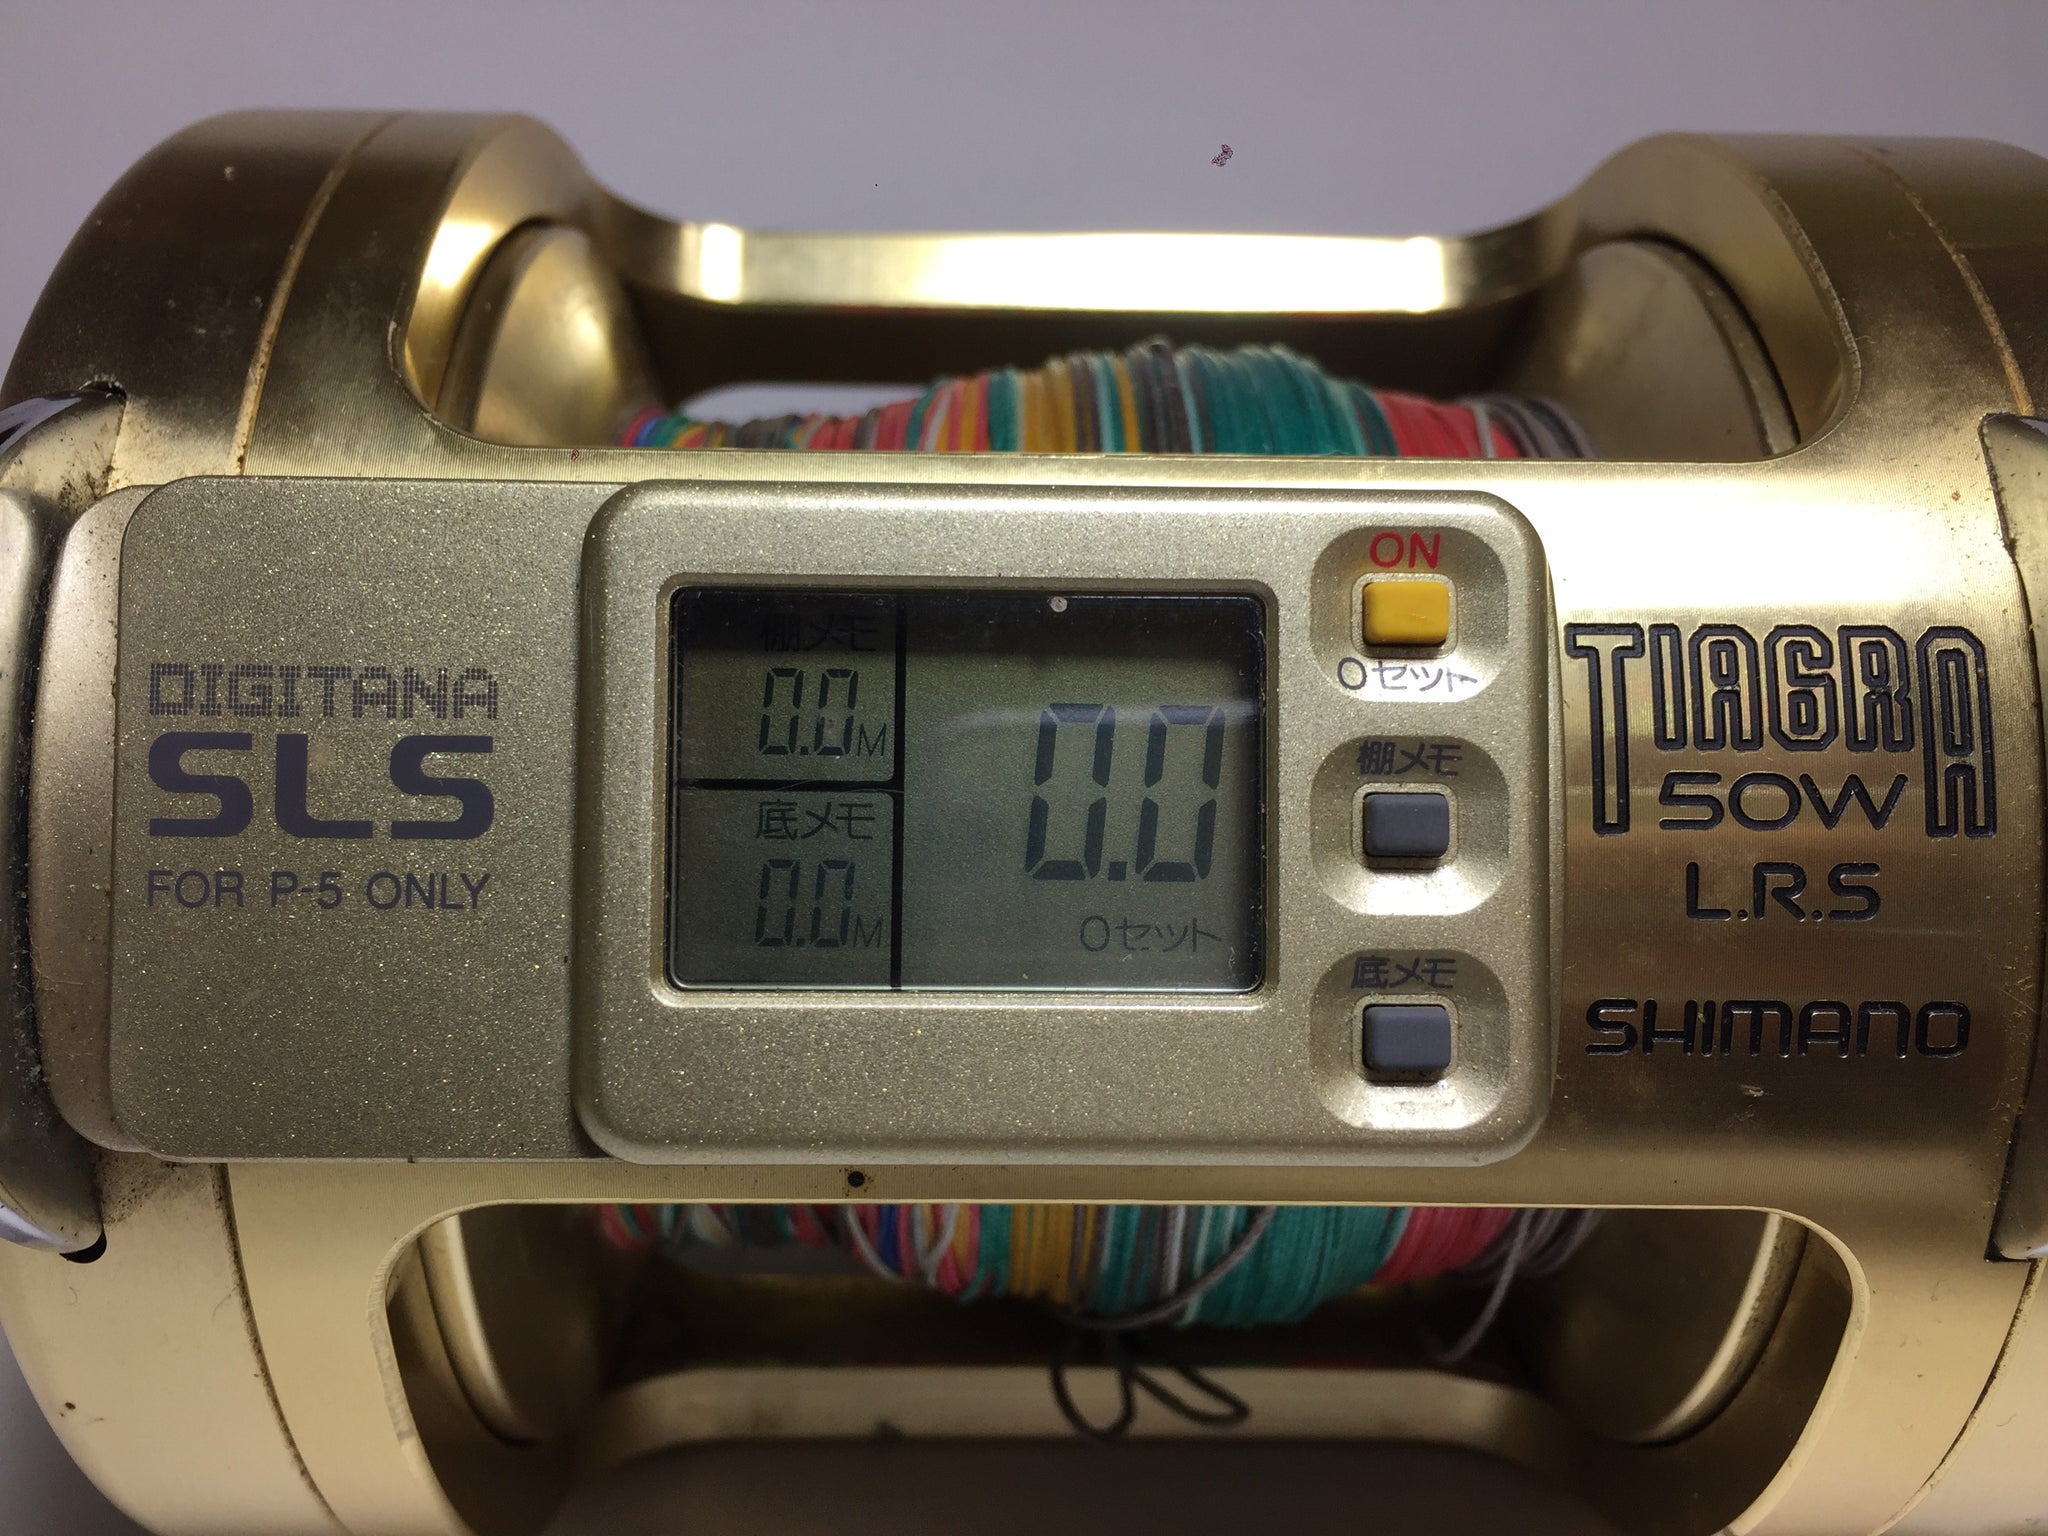 DIGITANA
SLS
FOR P-5 ONLY
棚メモ
0.0M
底メモ
0.0M
0.0
0セット
ON
0セット
棚メモ
底メモ
TIAGRA
50W
L.R.S
SHIMANO